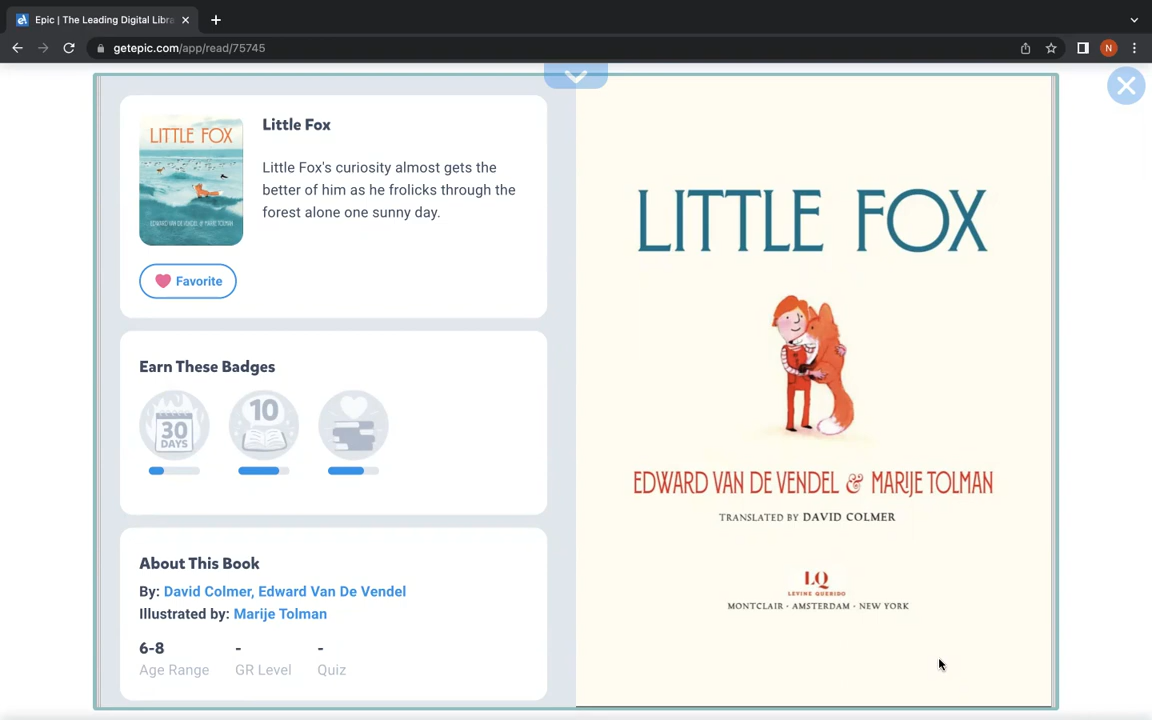 Epic | The Leading Digital Libra
getepic.com/app/read/75745
N
LITTLE FOX
EDWARD VAN DE VENDEL & MARIJE TOLMAN
Little Fox
Little Fox's curiosity almost gets the
better of him as he frolicks through the
forest alone one sunny day.
Favorite
Earn These Badges
30
DAYS
10
About This Book
By: David Colmer, Edward Van De Vendel
Illustrated by: Marije Tolman
6-8 - -
Age Range GR Level Quiz
LITTLE FOX
EDWARD VAN DE VENDEL & MARIJE TOLMAN
TRANSLATED BY DAVID COLMER
LQ
LEVINE QUERIDO
MONTCLAIR · AMSTERDAM · NEW YORK